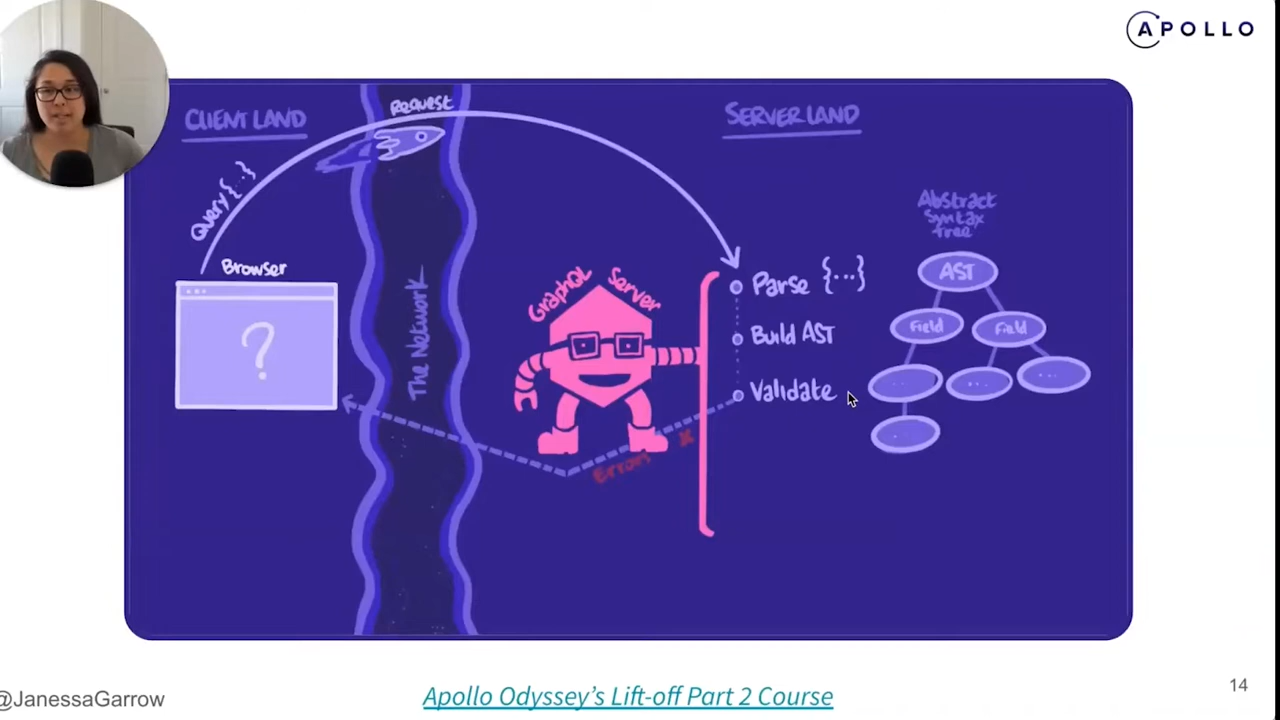 APOLLO
CLIENT LAND
Request
SERVER LAND
Query {..}
Abstract
Syntax
Tree
Browser
GraphQL Server
Parse {...}
AST
?
The Network
Field
Field
Build AST
Validate
...
...
...
...
Errors x
@JanessaGarrow
Apollo Odyssey's Lift-off Part 2 Course
14